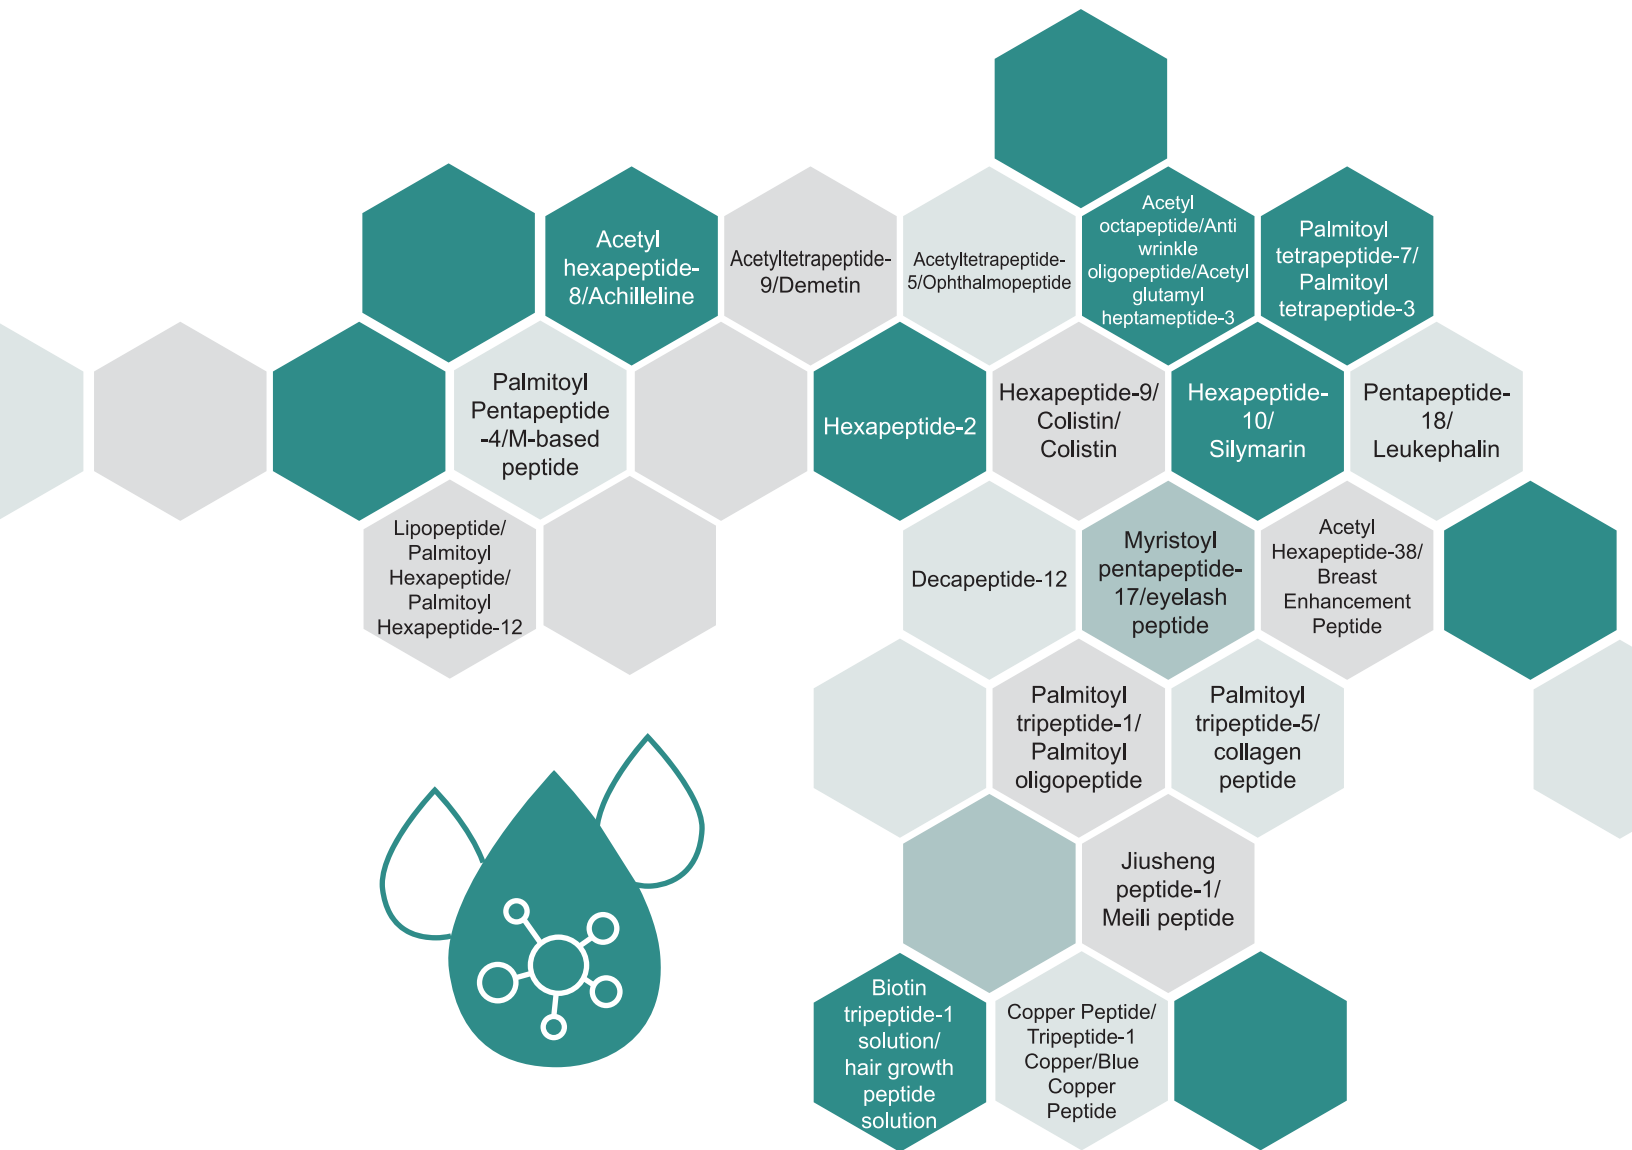 Acetyl
hexapeptide-
8/Achilleline
Acetyltetrapeptide-
9/Demetin
Acetyltetrapeptide-
5/Ophthalmopeptide
Acetyl
octapeptide/Anti
wrinkle
oligopeptide/Acetyl
glutamyl
heptameptide-3
Palmitoyl
tetrapeptide-7/
Palmitoyl
tetrapeptide-3
Palmitoyl
Pentapeptide
-4/M-based
peptide
Hexapeptide-2
Hexapeptide-9/
Colistin/
Colistin
Hexapeptide-
10/
Silymarin
Pentapeptide-
18/
Leukephalin
Lipopeptide/
Palmitoyl
Hexapeptide/
Palmitoyl
Hexapeptide-12
Decapeptide-12
Myristoyl
pentapeptide-
17/eyelash
peptide
Acetyl
Hexapeptide-38/
Breast
Enhancement
Peptide
Palmitoyl
tripeptide-1/
Palmitoyl
oligopeptide
Palmitoyl
tripeptide-5/
collagen
peptide
Jiusheng
peptide-1/
Meili peptide
Biotin
tripeptide-1
solution/
hair growth
peptide
solution
Copper Peptide/
Tripeptide-1
Copper/Blue
Copper
Peptide